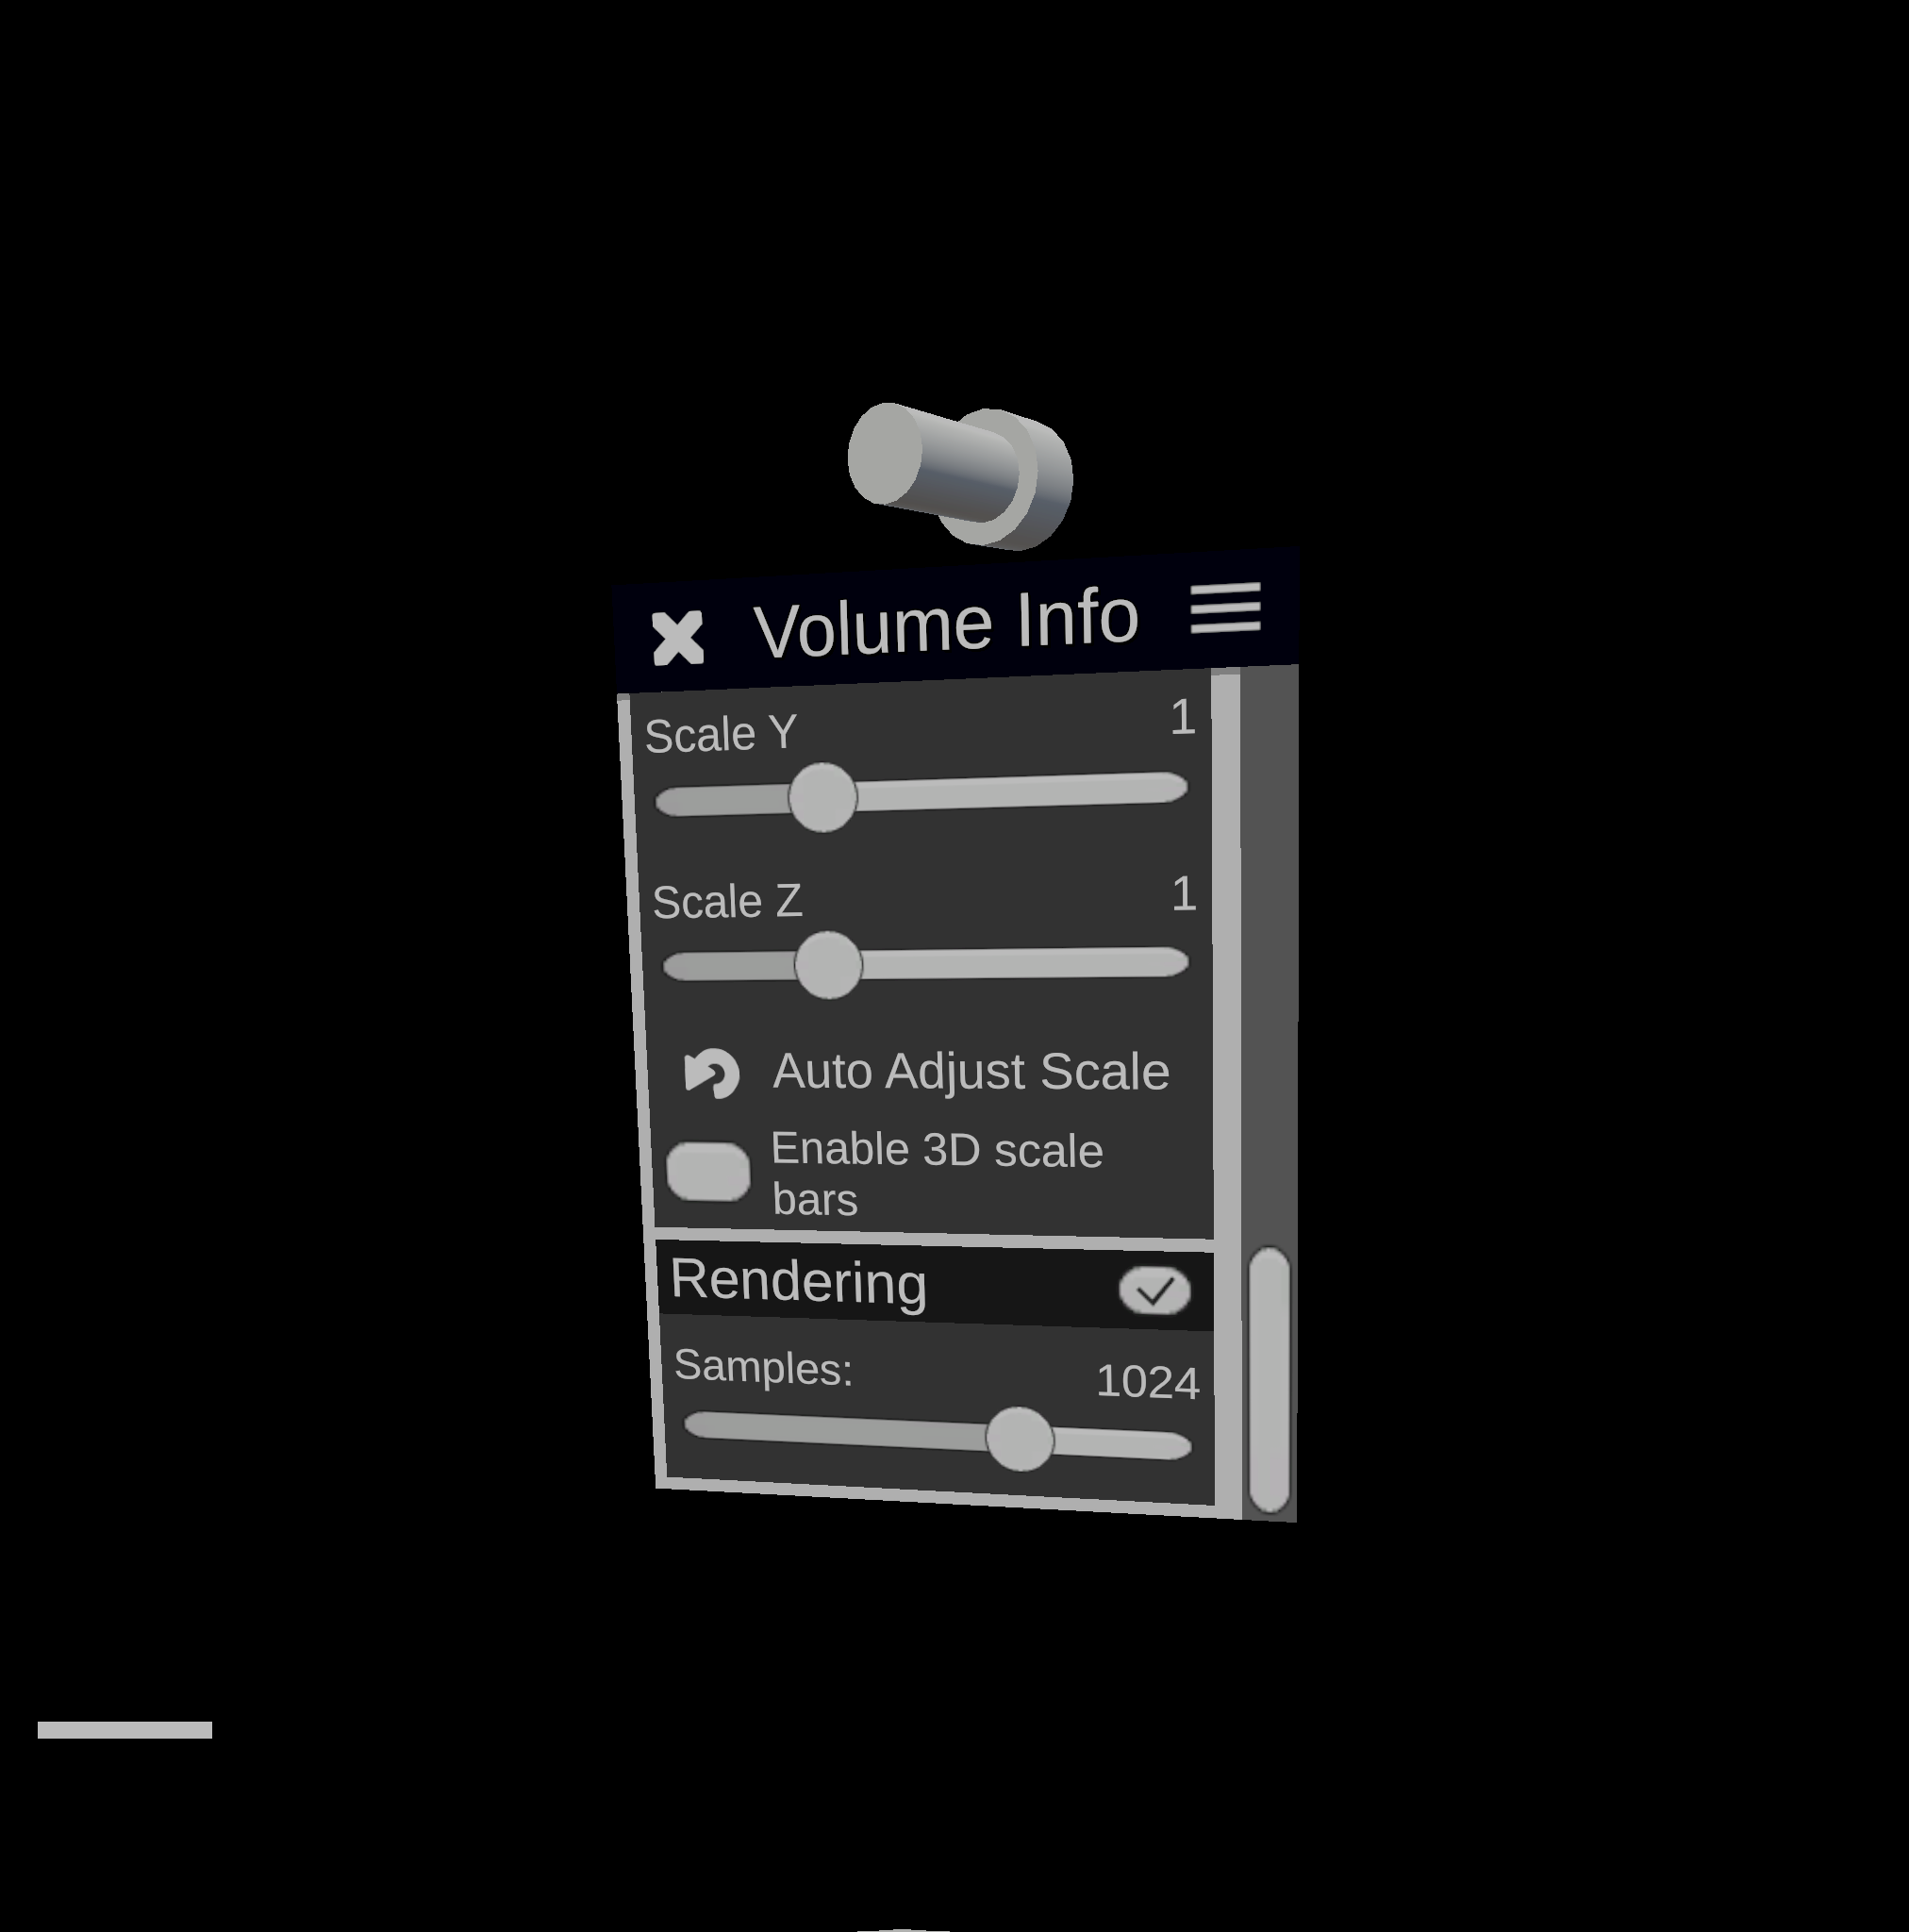 Volume Info
Scale Y 1
Scale Z 1
Auto Adjust Scale
Enable 3D scale
bars
Rendering
Samples: 1024